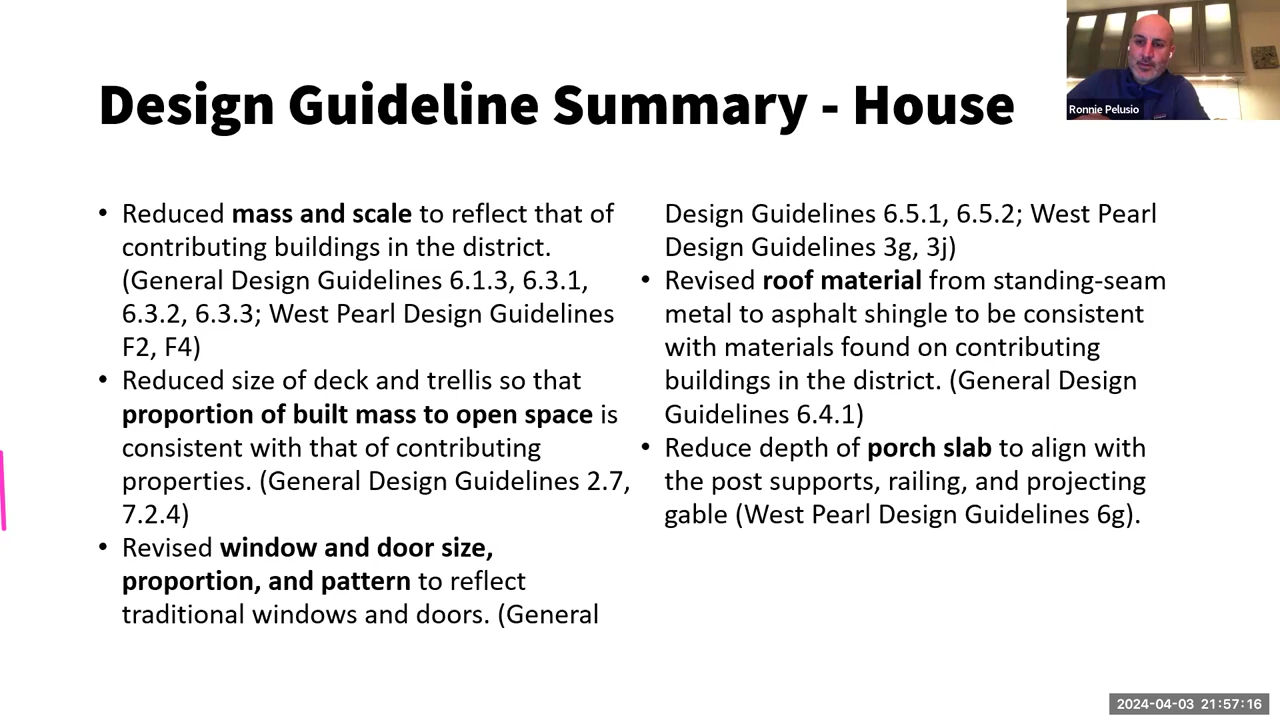 Design Guideline Summary - House
Ronnie Pelusio
• Reduced mass and scale to reflect that of
contributing buildings in the district.
(General Design Guidelines 6.1.3, 6.3.1,
6.3.2, 6.3.3; West Pearl Design Guidelines
F2, F4)
• Reduced size of deck and trellis so that
proportion of built mass to open space is
consistent with that of contributing
properties. (General Design Guidelines 2.7,
7.2.4)
• Revised window and door size,
proportion, and pattern to reflect
traditional windows and doors. (General
Design Guidelines 6.5.1, 6.5.2; West Pearl
Design Guidelines 3g, 3j)
• Revised roof material from standing-seam
metal to asphalt shingle to be consistent
with materials found on contributing
buildings in the district. (General Design
Guidelines 6.4.1)
• Reduce depth of porch slab to align with
the post supports, railing, and projecting
gable (West Pearl Design Guidelines 6g).
2024-04-03 21:57:16